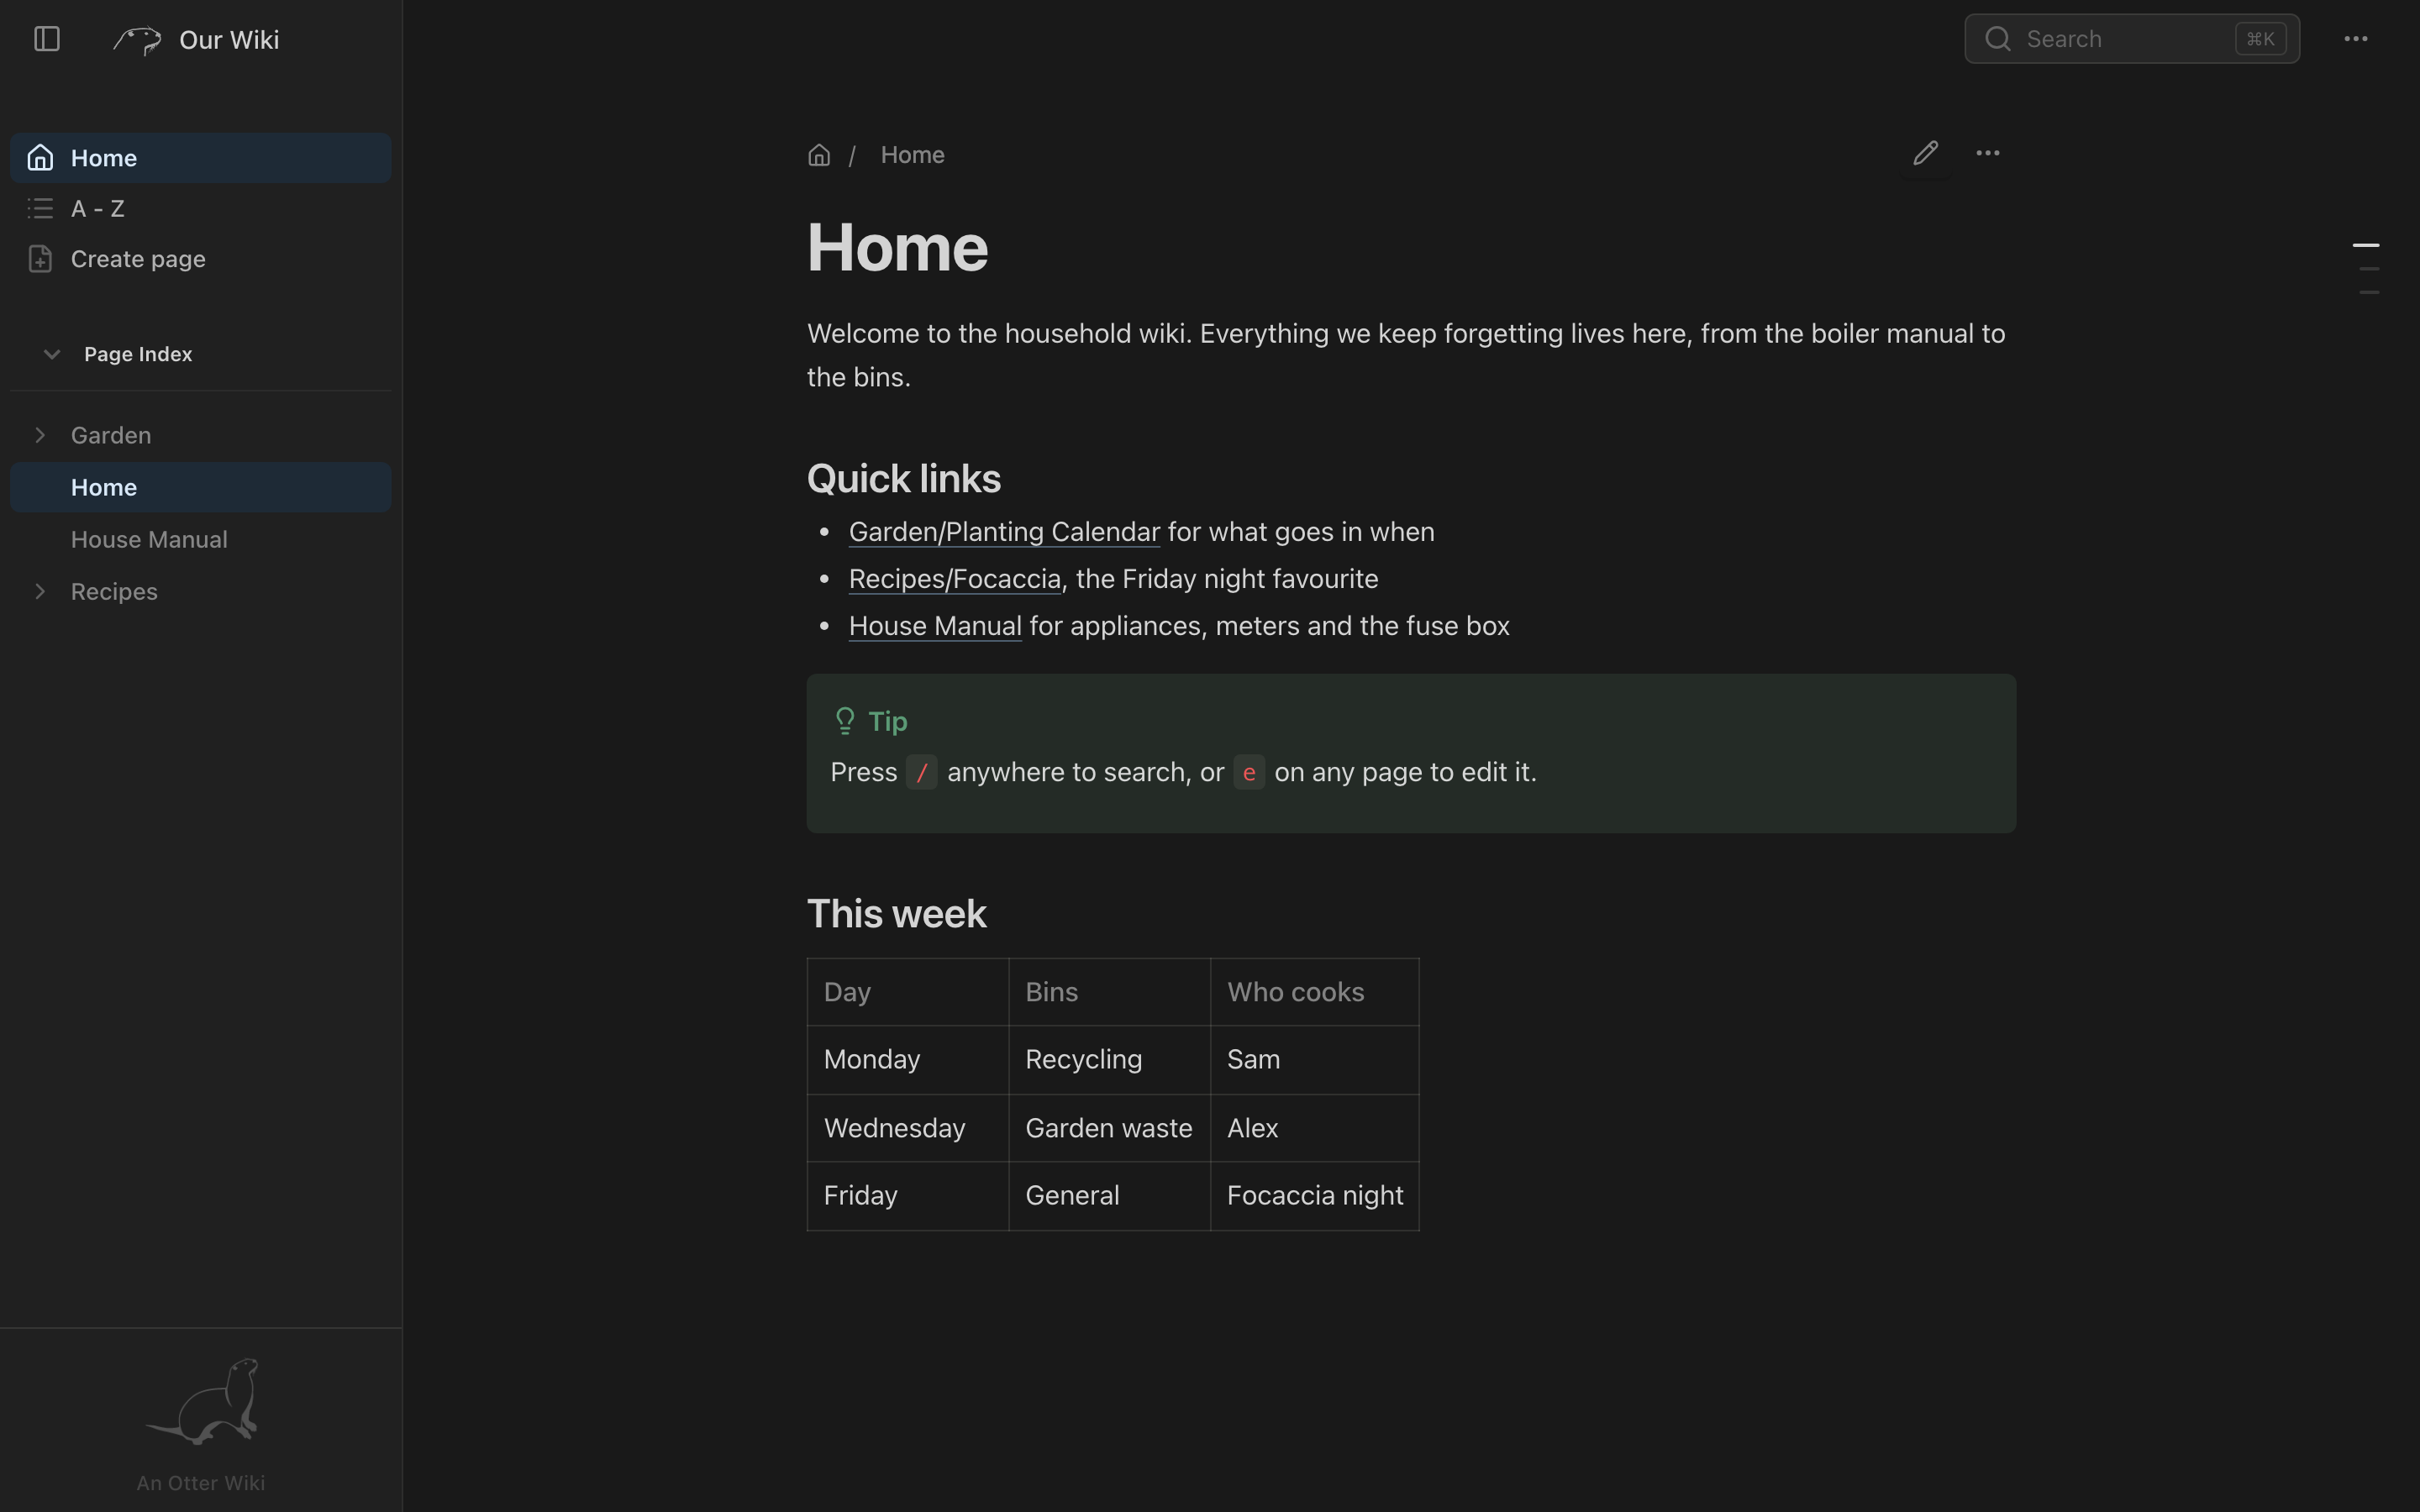 Our Wiki
Search
⌘K
Home
A - Z
Create page
Page Index
Garden
Home
House Manual
Recipes
An Otter Wiki
/ Home
Home
Welcome to the household wiki. Everything we keep forgetting lives here, from the boiler manual to
the bins.
Quick links
• Garden/Planting Calendar for what goes in when
• Recipes/Focaccia, the Friday night favourite
• House Manual for appliances, meters and the fuse box
Tip
Press / anywhere to search, or e on any page to edit it.
This week
Day Bins Who cooks
Monday Recycling Sam
Wednesday Garden waste Alex
Friday General Focaccia night